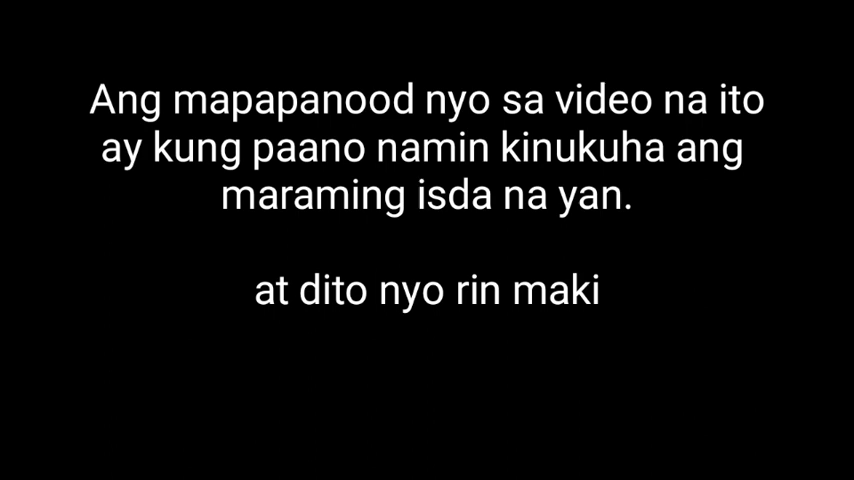 Ang mapapanood nyo sa video na ito
ay kung paano namin kinukuha ang
maraming isda na yan.
at dito nyo rin maki